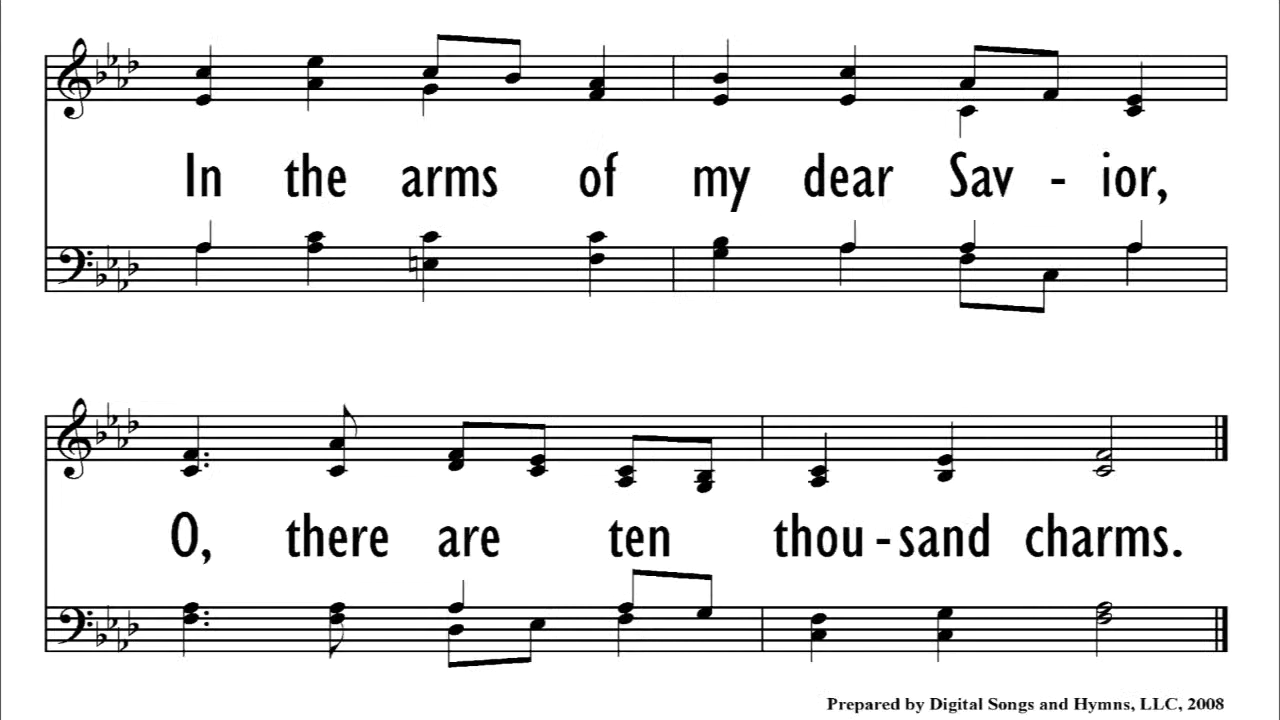 In the arms of my dear Sav - ior,
O, there are ten thou - sand charms.
Prepared by Digital Songs and Hymns, LLC, 2008